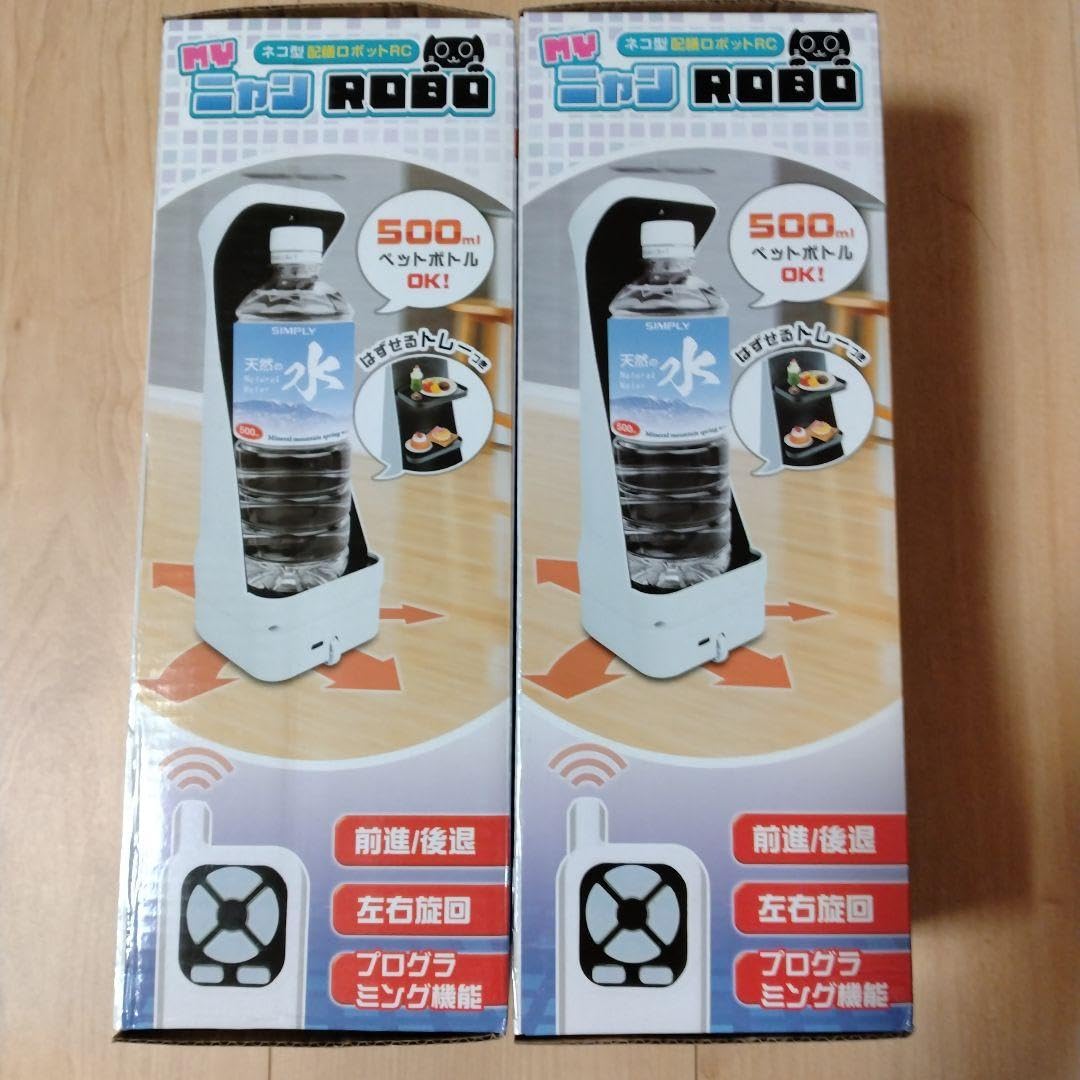 ネコ型 配膳ロボットRC
MY
ニャン ROBO
500ml
ペットボトル
OK!
はずせるトレーつき
SIMPLY
天然の水
Natural
Water
500
Mineral mountain spring
前進/後退
左右旋回
プログラ
ミング機能
ネコ型 配膳ロボットRC
MY
ニャン ROBO
500ml
ペットボトル
OK!
はずせるトレーつき
SIMPLY
天然の水
Natural
Water
500
Mineral mountain spring
前進/後退
左右旋回
プログラ
ミング機能